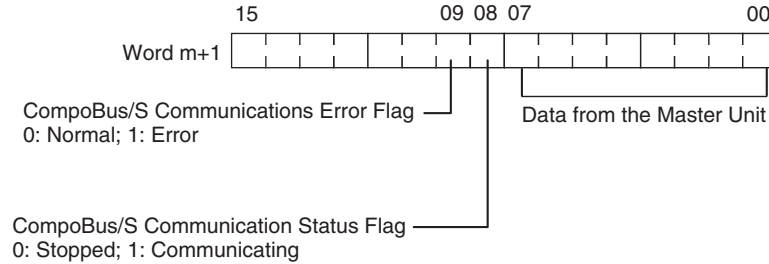 15 09 08 07 00
Word m+1
CompoBus/S Communications Error Flag
0: Normal; 1: Error
Data from the Master Unit
CompoBus/S Communication Status Flag
0: Stopped; 1: Communicating